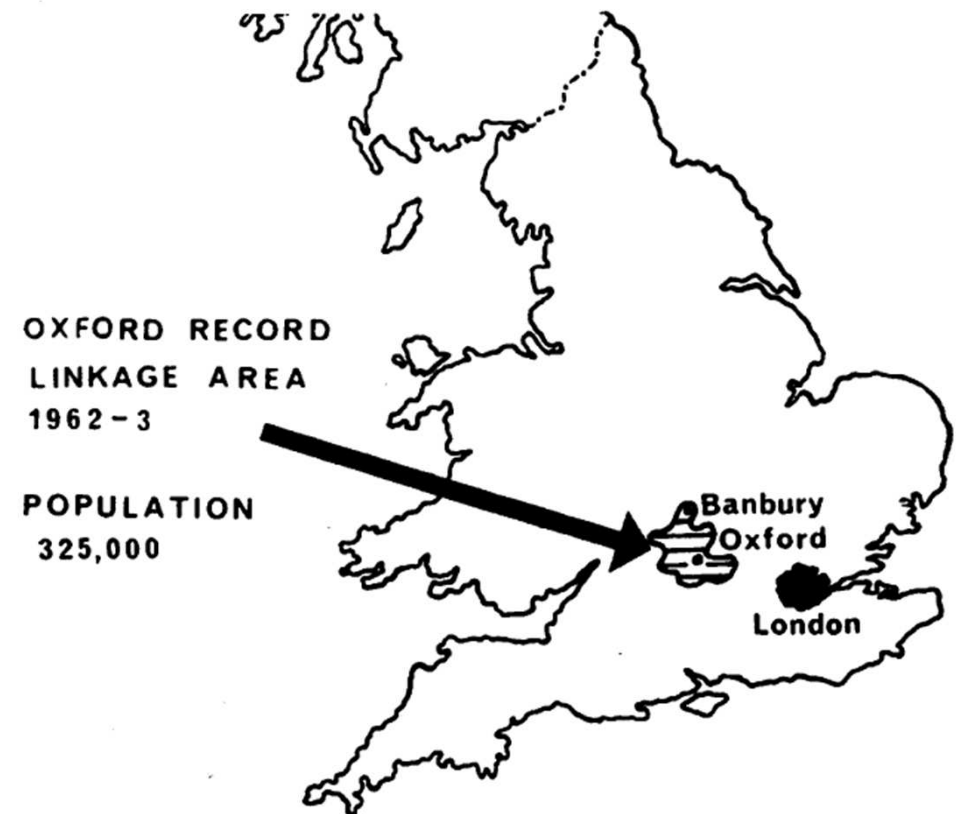 OXFORD RECORD
LINKAGE AREA
1962-3
POPULATION
325,000
Banbury
Oxford
London